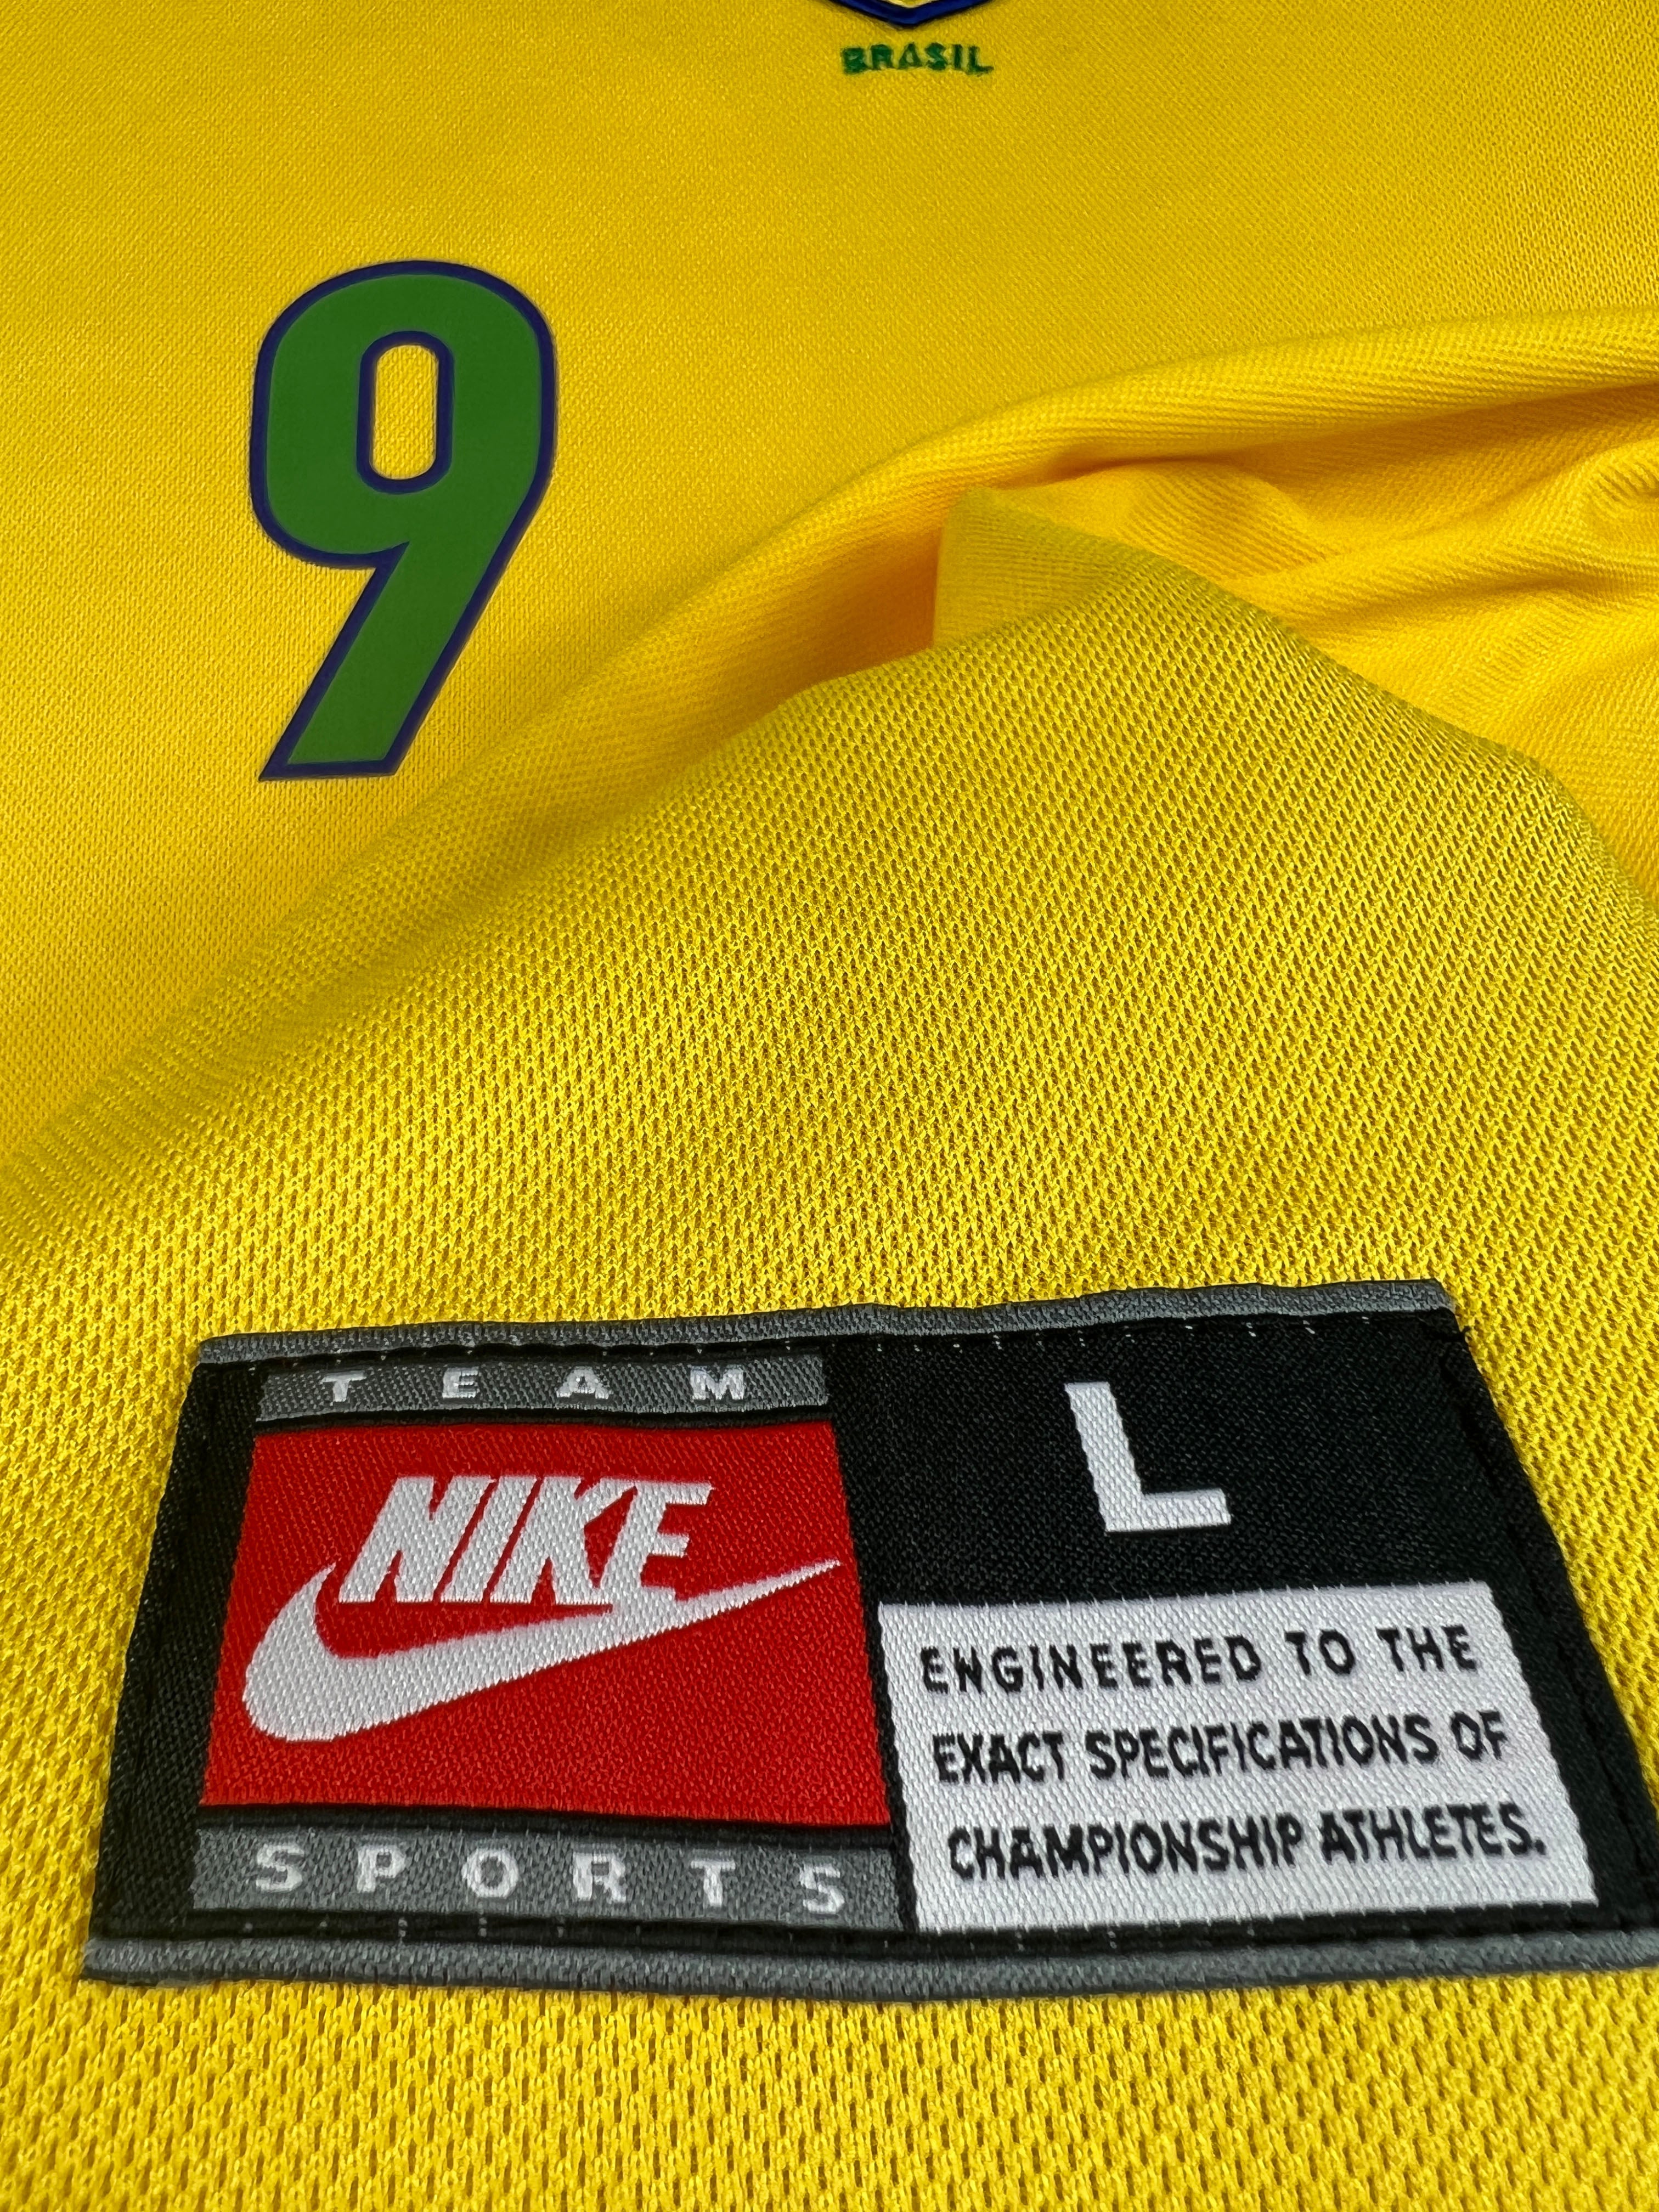 BRASIL
9
TEAM
NIKE
SPORTS
L
ENGINEERED TO THE
EXACT SPECIFICATIONS OF
CHAMPIONSHIP ATHLETES.